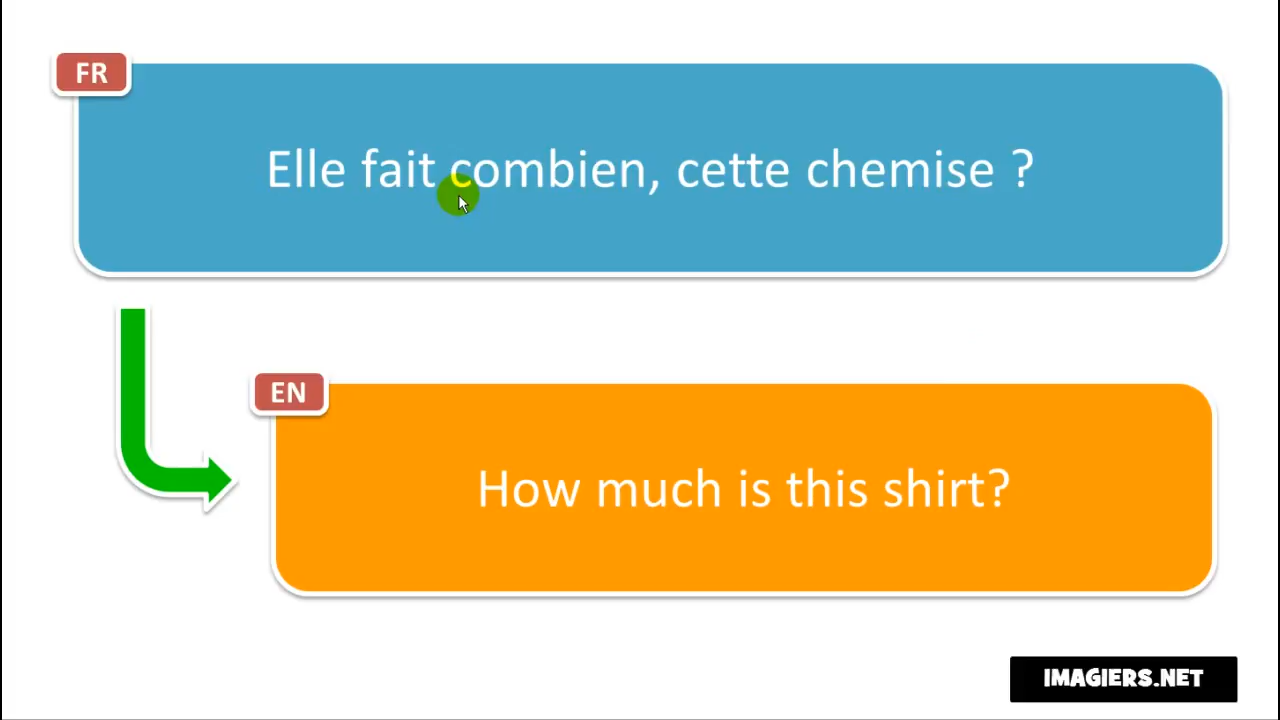 FR
Elle fait combien, cette chemise ?
EN
How much is this shirt?
IMAGIERS.NET